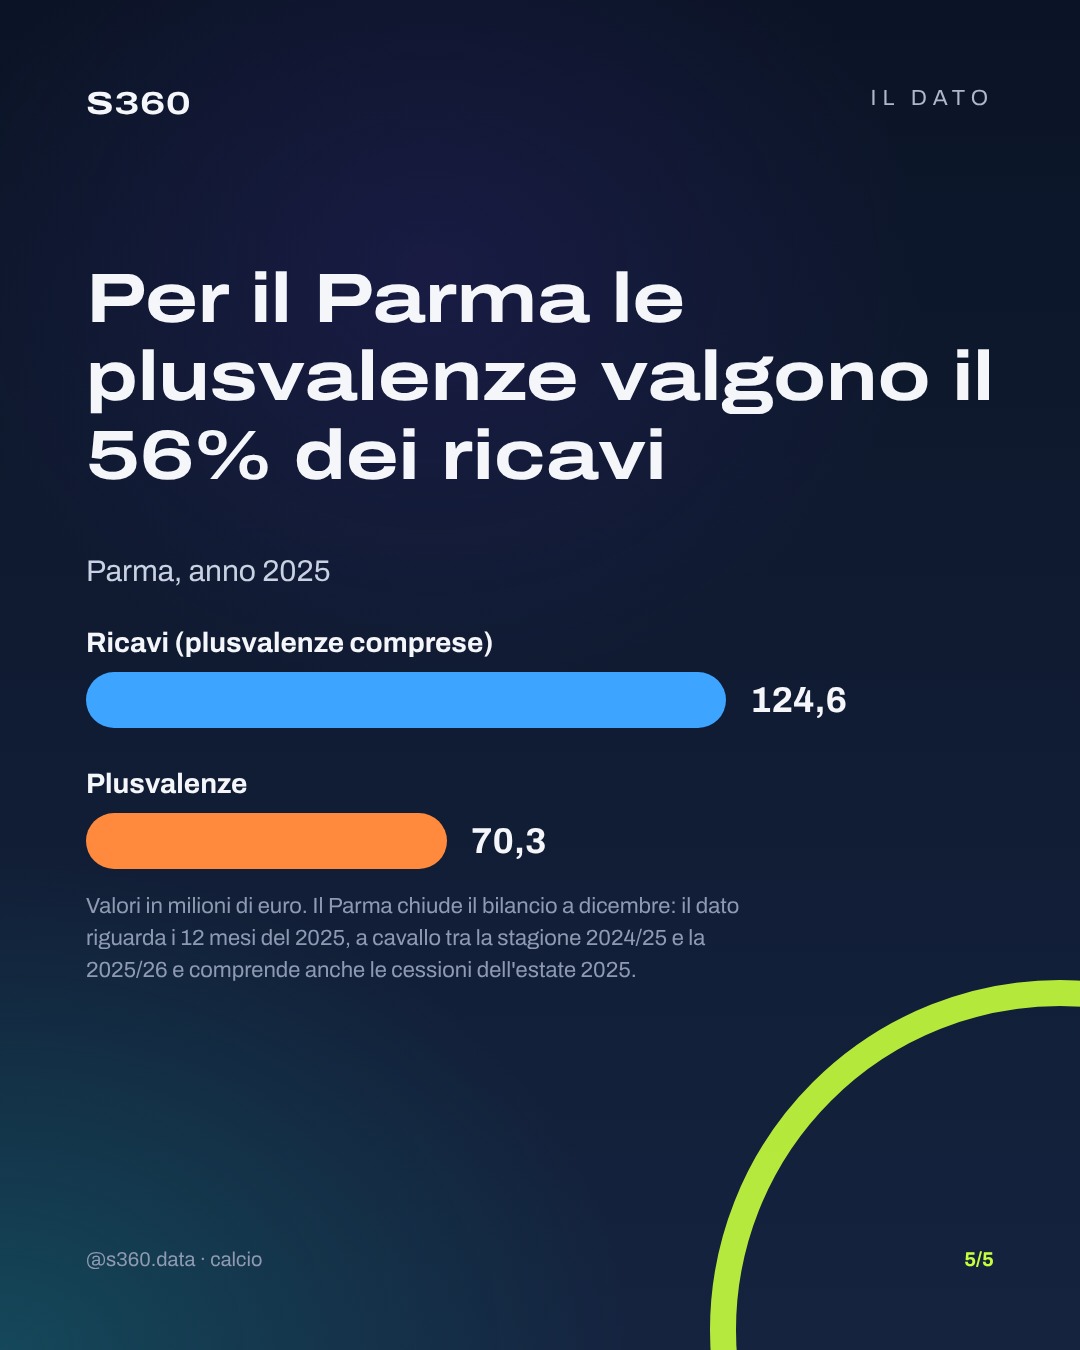 S360
IL DATO
Per il Parma le
plusvalenze valgono il
56% dei ricavi
Parma, anno 2025
Ricavi (plusvalenze comprese)
124,6
Plusvalenze
70,3
Valori in milioni di euro. Il Parma chiude il bilancio a dicembre: il dato
riguarda i 12 mesi del 2025, a cavallo tra la stagione 2024/25 e la
2025/26 e comprende anche le cessioni dell'estate 2025.
@s360.data · calcio
5/5